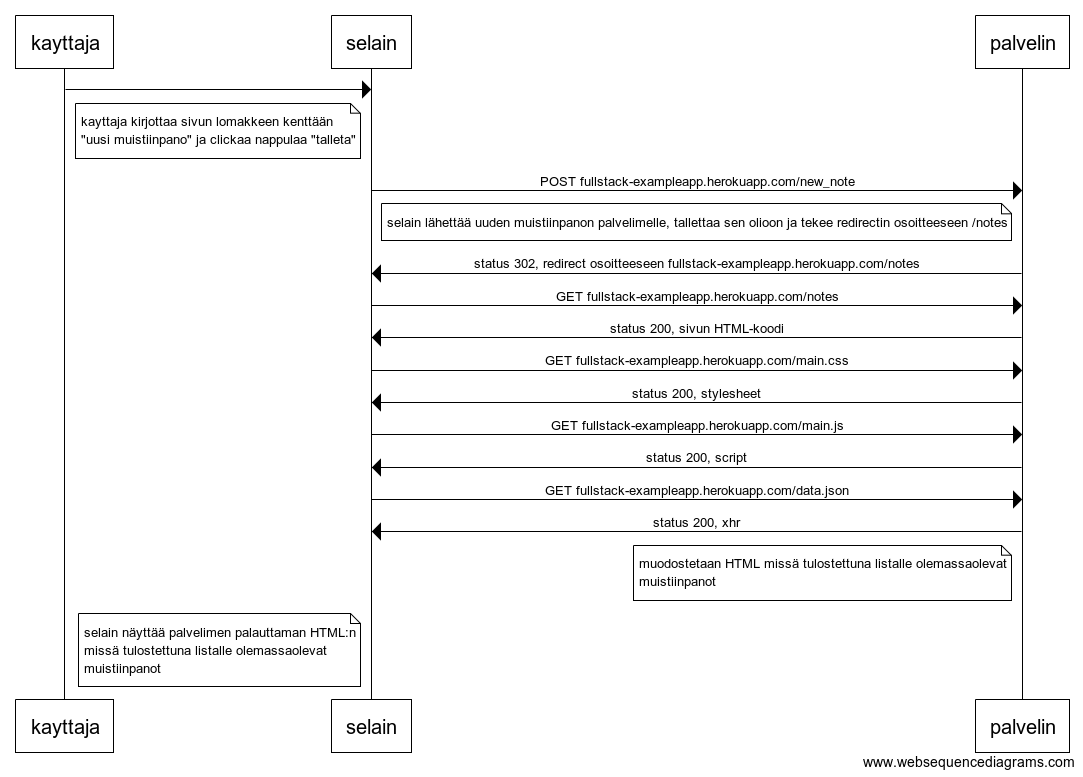 kayttaja
selain
palvelin
kayttaja kirjottaa sivun lomakkeen kenttään
"uusi muistiinpano" ja clickaa nappulaa "talleta"
POST fullstack-exampleapp.herokuapp.com/new_note
selain lähettää uuden muistiinpanon palvelimelle, tallettaa sen olioon ja tekee redirectin osoitteeseen /notes
status 302, redirect osoitteeseen fullstack-exampleapp.herokuapp.com/notes
GET fullstack-exampleapp.herokuapp.com/notes
status 200, sivun HTML-koodi
GET fullstack-exampleapp.herokuapp.com/main.css
status 200, stylesheet
GET fullstack-exampleapp.herokuapp.com/main.js
status 200, script
GET fullstack-exampleapp.herokuapp.com/data.json
status 200, xhr
muodostetaan HTML missä tulostettuna listalle olemassaolevat
muistiinpanot
selain näyttää palvelimen palauttaman HTML:n
missä tulostettuna listalle olemassaolevat
muistiinpanot
kayttaja
selain
palvelin
www.websequencediagrams.com